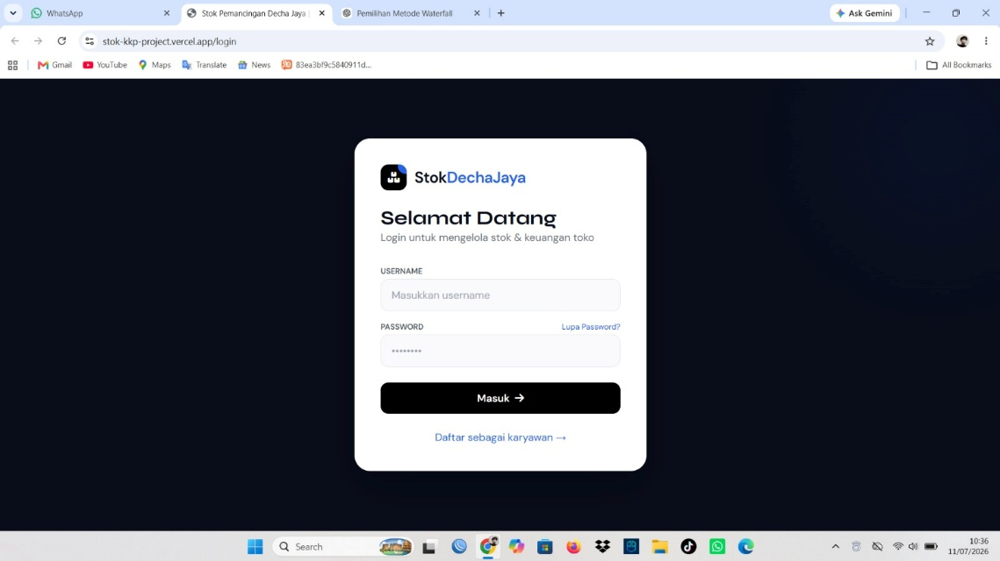 WhatsApp
Stok Pemancingan Decha Jaya
Pemilihan Metode Waterfall
Ask Gemini
stok-kkp-project.vercel.app/login
Gmail
YouTube
Maps
Translate
News
83ea3bf9c5840911d...
All Bookmarks
StokDechaJaya
Selamat Datang
Login untuk mengelola stok & keuangan toko
USERNAME
Masukkan username
PASSWORD
Lupa Password?
••••••••
Masuk →
Daftar sebagai karyawan →
Search
10:36
11/07/2026